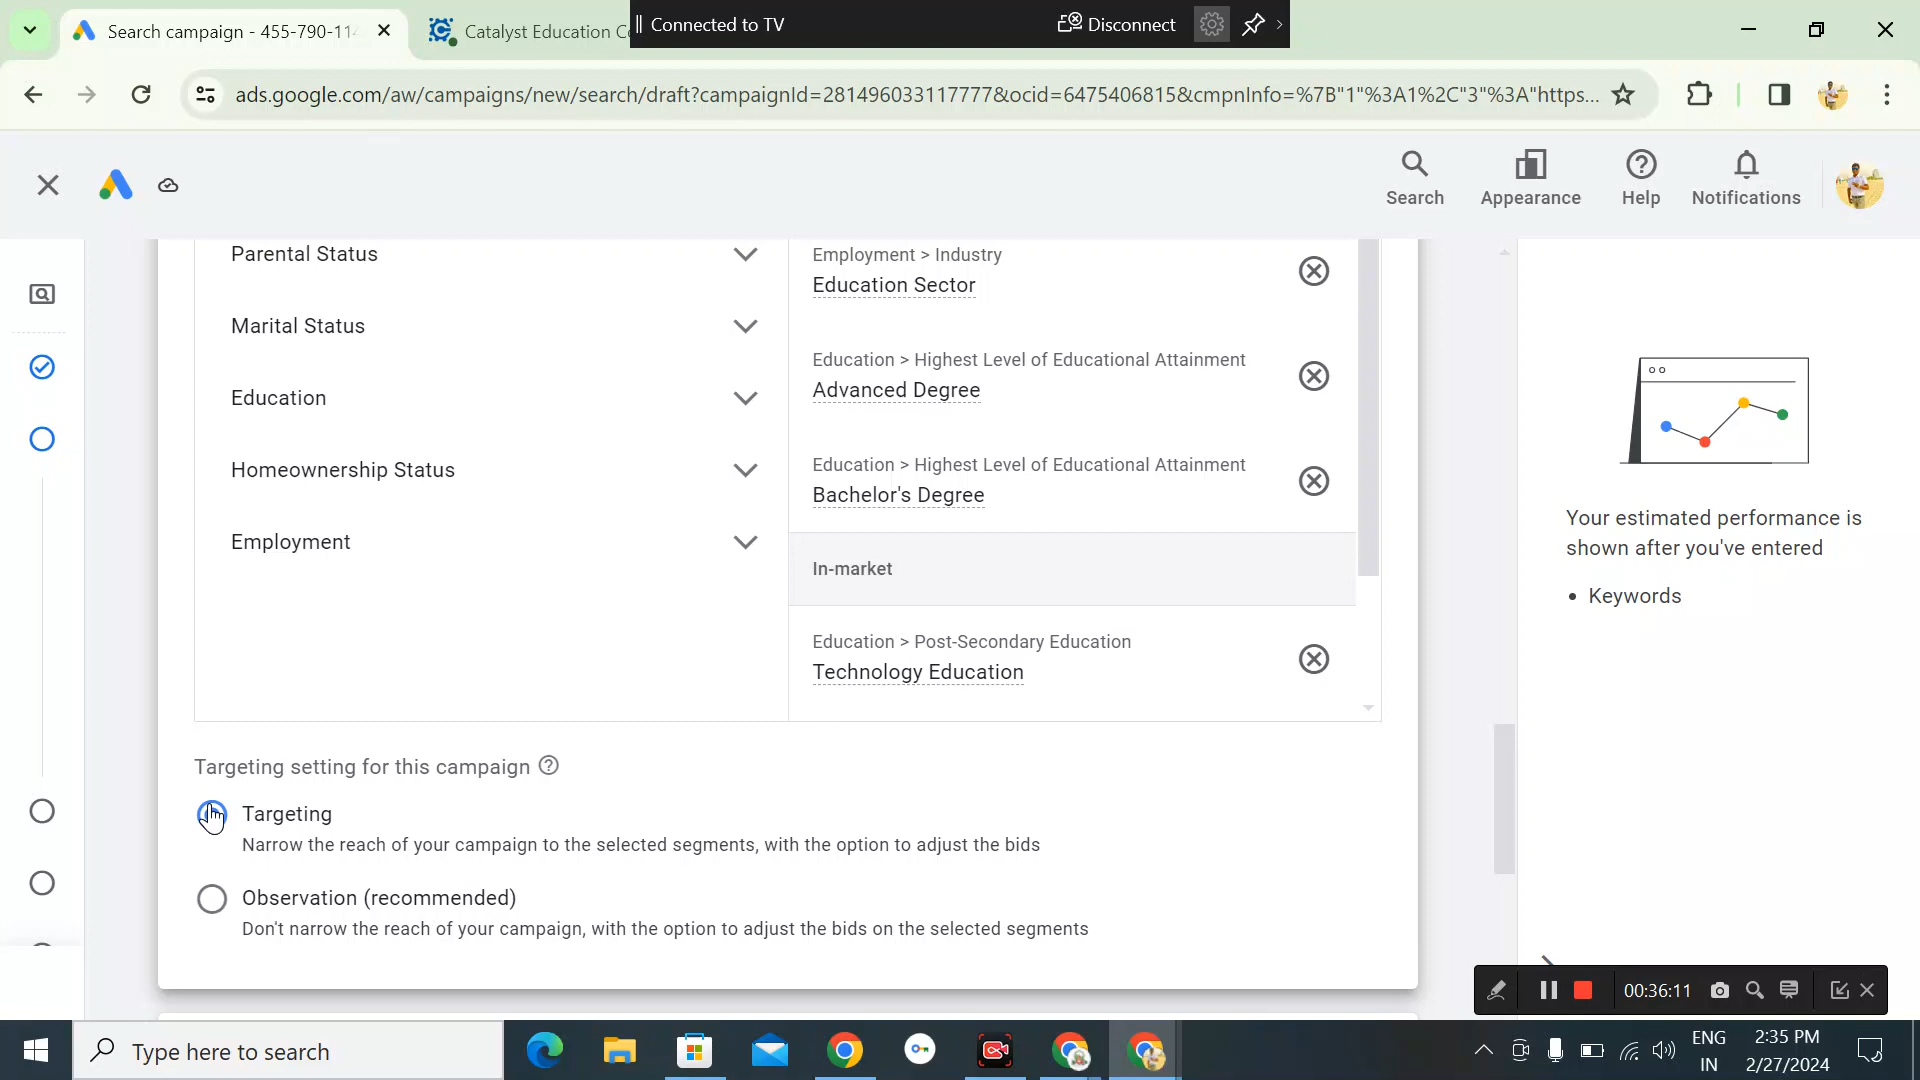 Search campaign - 455-790-114
Catalyst Education Co
Connected to TV
Disconnect
ads.google.com/aw/campaigns/new/search/draft?campaignId=281496033117777&ocid=6475406815&cmpnInfo=%7B"1"%3A1%2C"3"%3A"https...
Search
Appearance
Help
Notifications
Parental Status
Marital Status
Education
Homeownership Status
Employment
Employment > Industry
Education Sector
Education > Highest Level of Educational Attainment
Advanced Degree
Education > Highest Level of Educational Attainment
Bachelor's Degree
In-market
Education > Post-Secondary Education
Technology Education
Your estimated performance is
shown after you've entered
• Keywords
Targeting setting for this campaign
Targeting
Narrow the reach of your campaign to the selected segments, with the option to adjust the bids
Observation (recommended)
Don't narrow the reach of your campaign, with the option to adjust the bids on the selected segments
00:36:11
Type here to search
ENG
IN
2:35 PM
2/27/2024